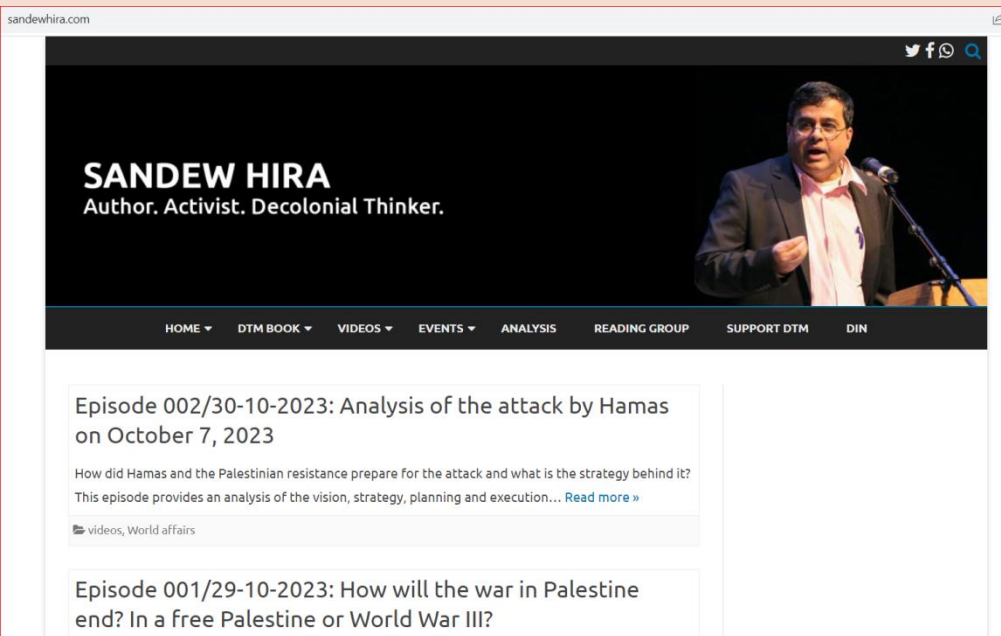 sandewhira.com
SANDEW HIRA
Author. Activist. Decolonial Thinker.
HOME DTM BOOK VIDEOS EVENTS ANALYSIS READING GROUP SUPPORT DTM DIN
Episode 002/30-10-2023: Analysis of the attack by Hamas
on October 7, 2023
How did Hamas and the Palestinian resistance prepare for the attack and what is the strategy behind it?
This episode provides an analysis of the vision, strategy, planning and execution… Read more »
videos, World affairs
Episode 001/29-10-2023: How will the war in Palestine
end? In a free Palestine or World War III?